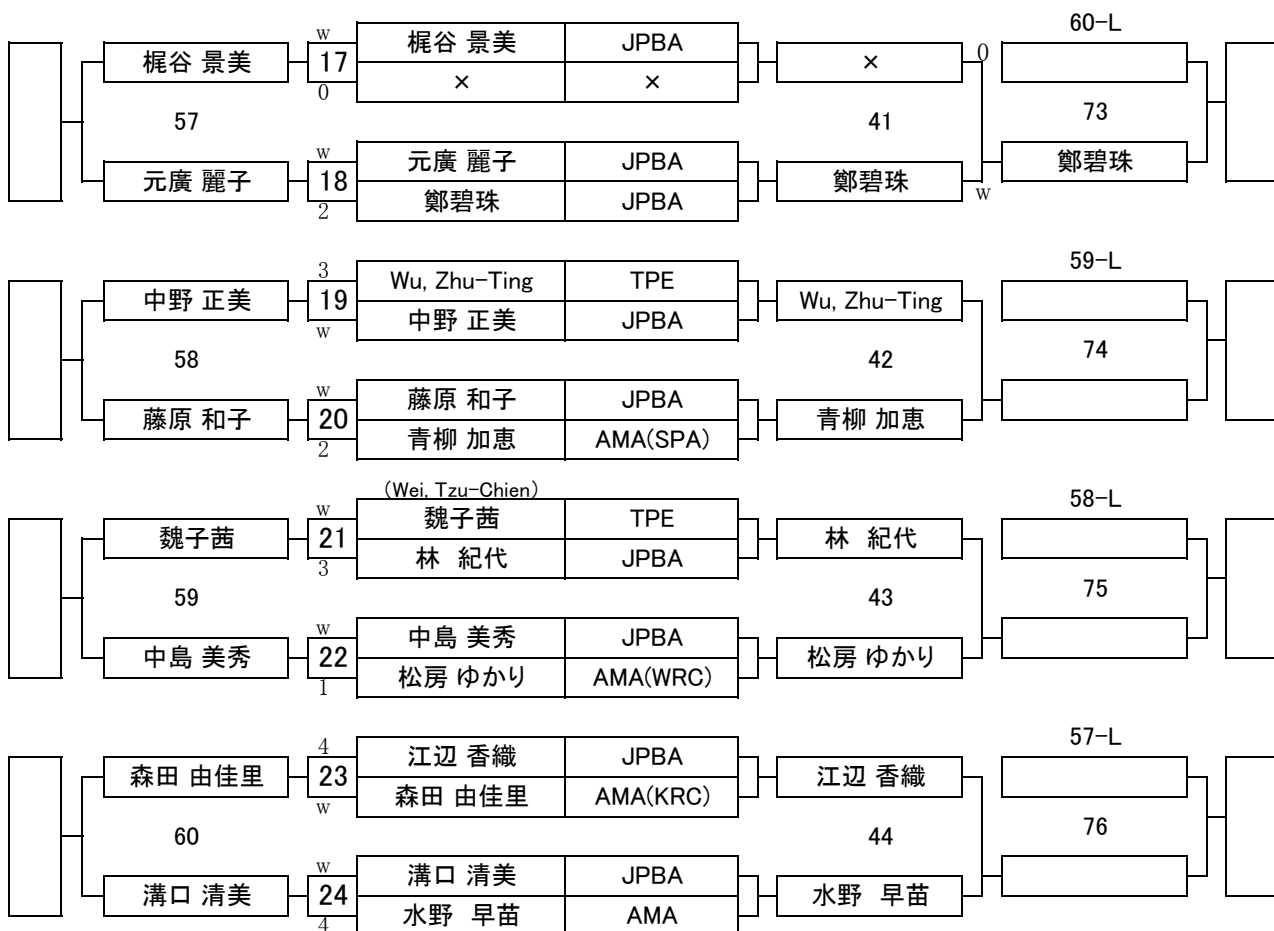 60-L
梶谷 景美 w 17 0 梶谷 景美 JPBA × 0
× ×
57 41 73
元廣 麗子 w 18 2 元廣 麗子 JPBA 鄭碧珠 w 鄭碧珠
鄭碧珠 JPBA
59-L
中野 正美 3 19 w Wu, Zhu-Ting TPE Wu, Zhu-Ting
中野 正美 JPBA
58 42 74
藤原 和子 w 20 2 藤原 和子 JPBA 青柳 加恵
青柳 加恵 AMA(SPA)
(Wei, Tzu-Chien) 58-L
魏子茜 w 21 3 魏子茜 TPE 林 紀代
林 紀代 JPBA
59 43 75
中島 美秀 w 22 1 中島 美秀 JPBA 松房 ゆかり
松房 ゆかり AMA(WRC)
57-L
森田 由佳里 4 23 w 江辺 香織 JPBA 江辺 香織
森田 由佳里 AMA(KRC)
60 44 76
溝口 清美 w 24 4 溝口 清美 JPBA 水野 早苗
水野 早苗 AMA